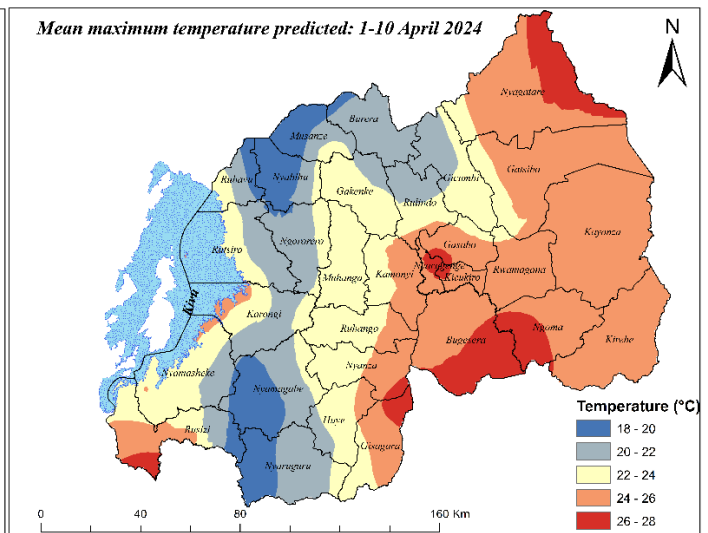 Mean maximum temperature predicted: 1-10 April 2024
N
Nyagatare
Burera
Musanze
Rubavu
Nyabihu
Gakenke
Rulindo
Gicumbi
Gatsibo
Rutsiro
Ngororero
Muhanga
Kamonyi
Gasabo
Nyarugenge
Kicukiro
Rwamagana
Kayonza
Kivu
Karongi
Ruhango
Bugesera
Ngoma
Kirehe
Nyamasheke
Nyamagabe
Nyanza
Huye
Gisagara
Rusizi
Nyaruguru
Temperature (°C)
18 - 20
20 - 22
22 - 24
24 - 26
26 - 28
0 40 80 160 Km